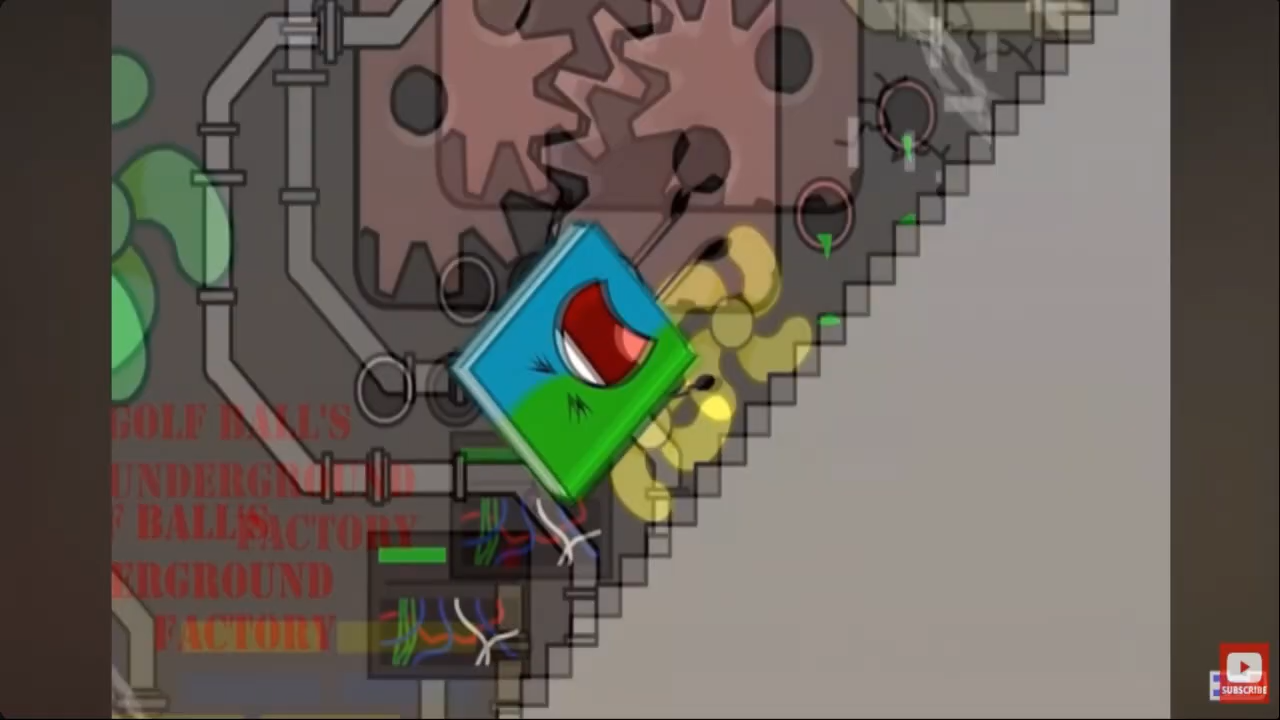 GOLF BALL'S
UNDERGROUND
FACTORY
F BALL'S
ERGROUND
FACTORY
SUBSCRIBE